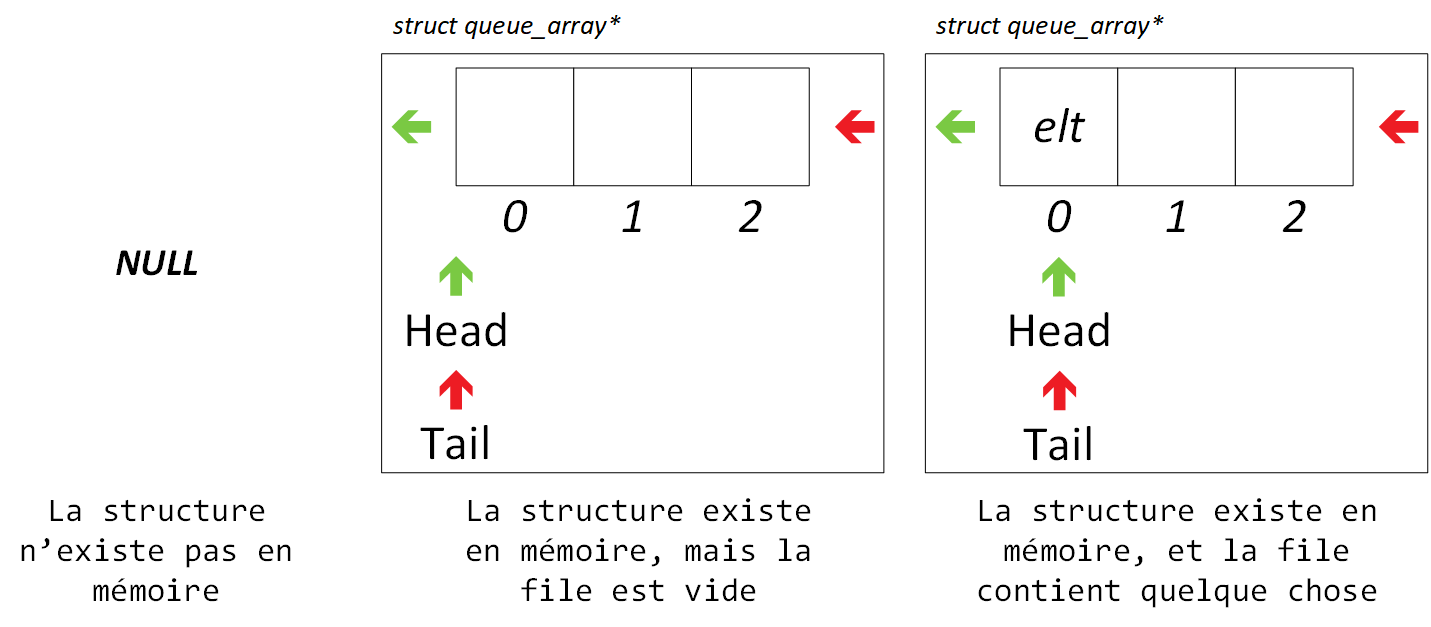 NULL
La structure
n’existe pas en
mémoire
struct queue_array*
0 1 2
Head
Tail
La structure existe
en mémoire, mais la
file est vide
struct queue_array*
elt
0 1 2
Head
Tail
La structure existe en
mémoire, et la file
contient quelque chose